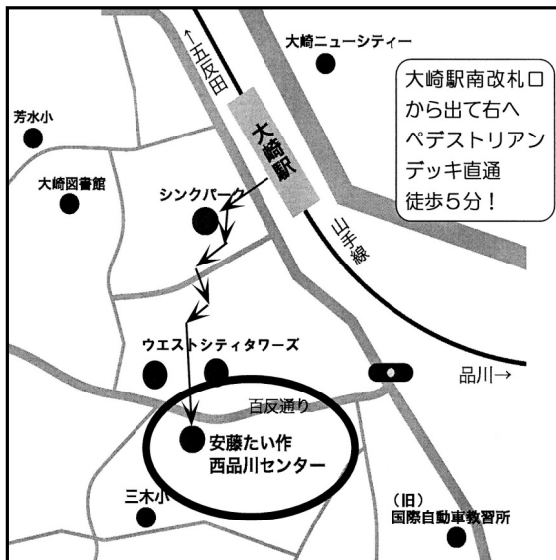 ←五反田
大崎ニューシティー
大崎駅南改札口
から出て右へ
ペデストリアン
デッキ直通
徒歩5分!
芳水小
大崎駅
大崎図書館
シンクパーク
山手線
ウエストシティタワーズ
品川→
百反通り
安藤たい作
西品川センター
三木小
(旧)
国際自動車教習所